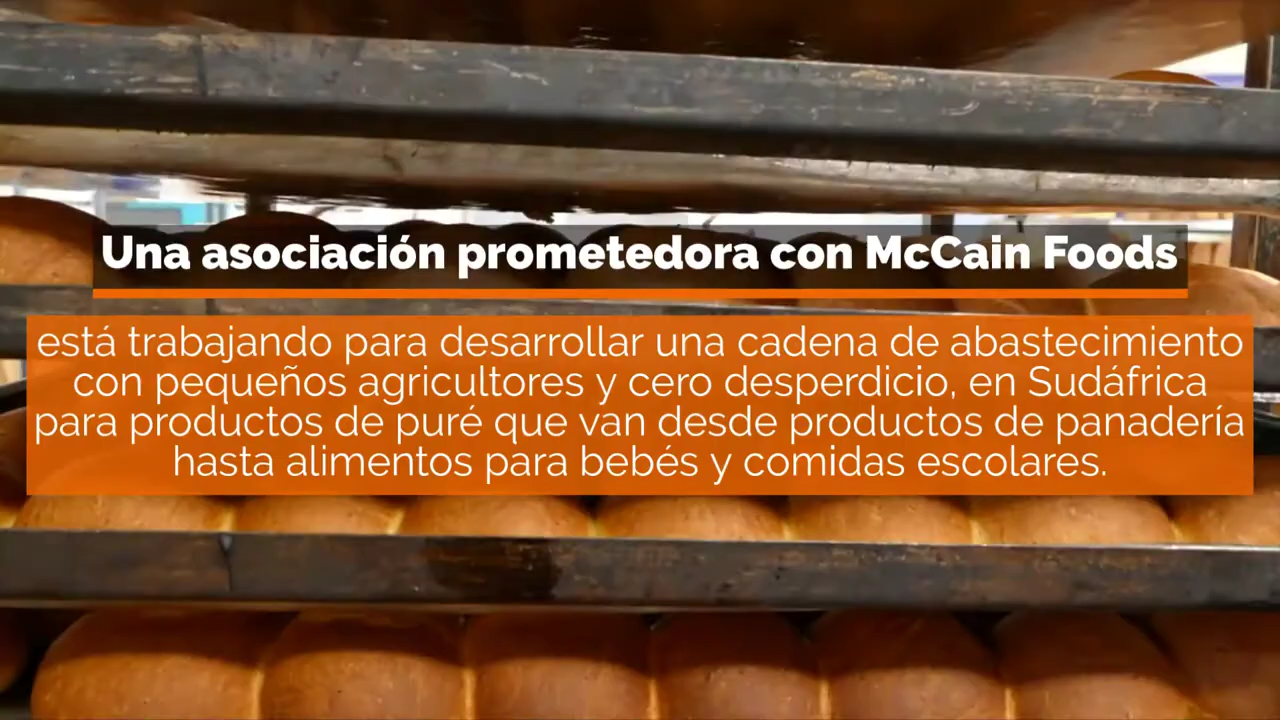 Una asociación prometedora con McCain Foods
está trabajando para desarrollar una cadena de abastecimiento
con pequeños agricultores y cero desperdicio, en Sudáfrica
para productos de puré que van desde productos de panadería
hasta alimentos para bebés y comidas escolares.